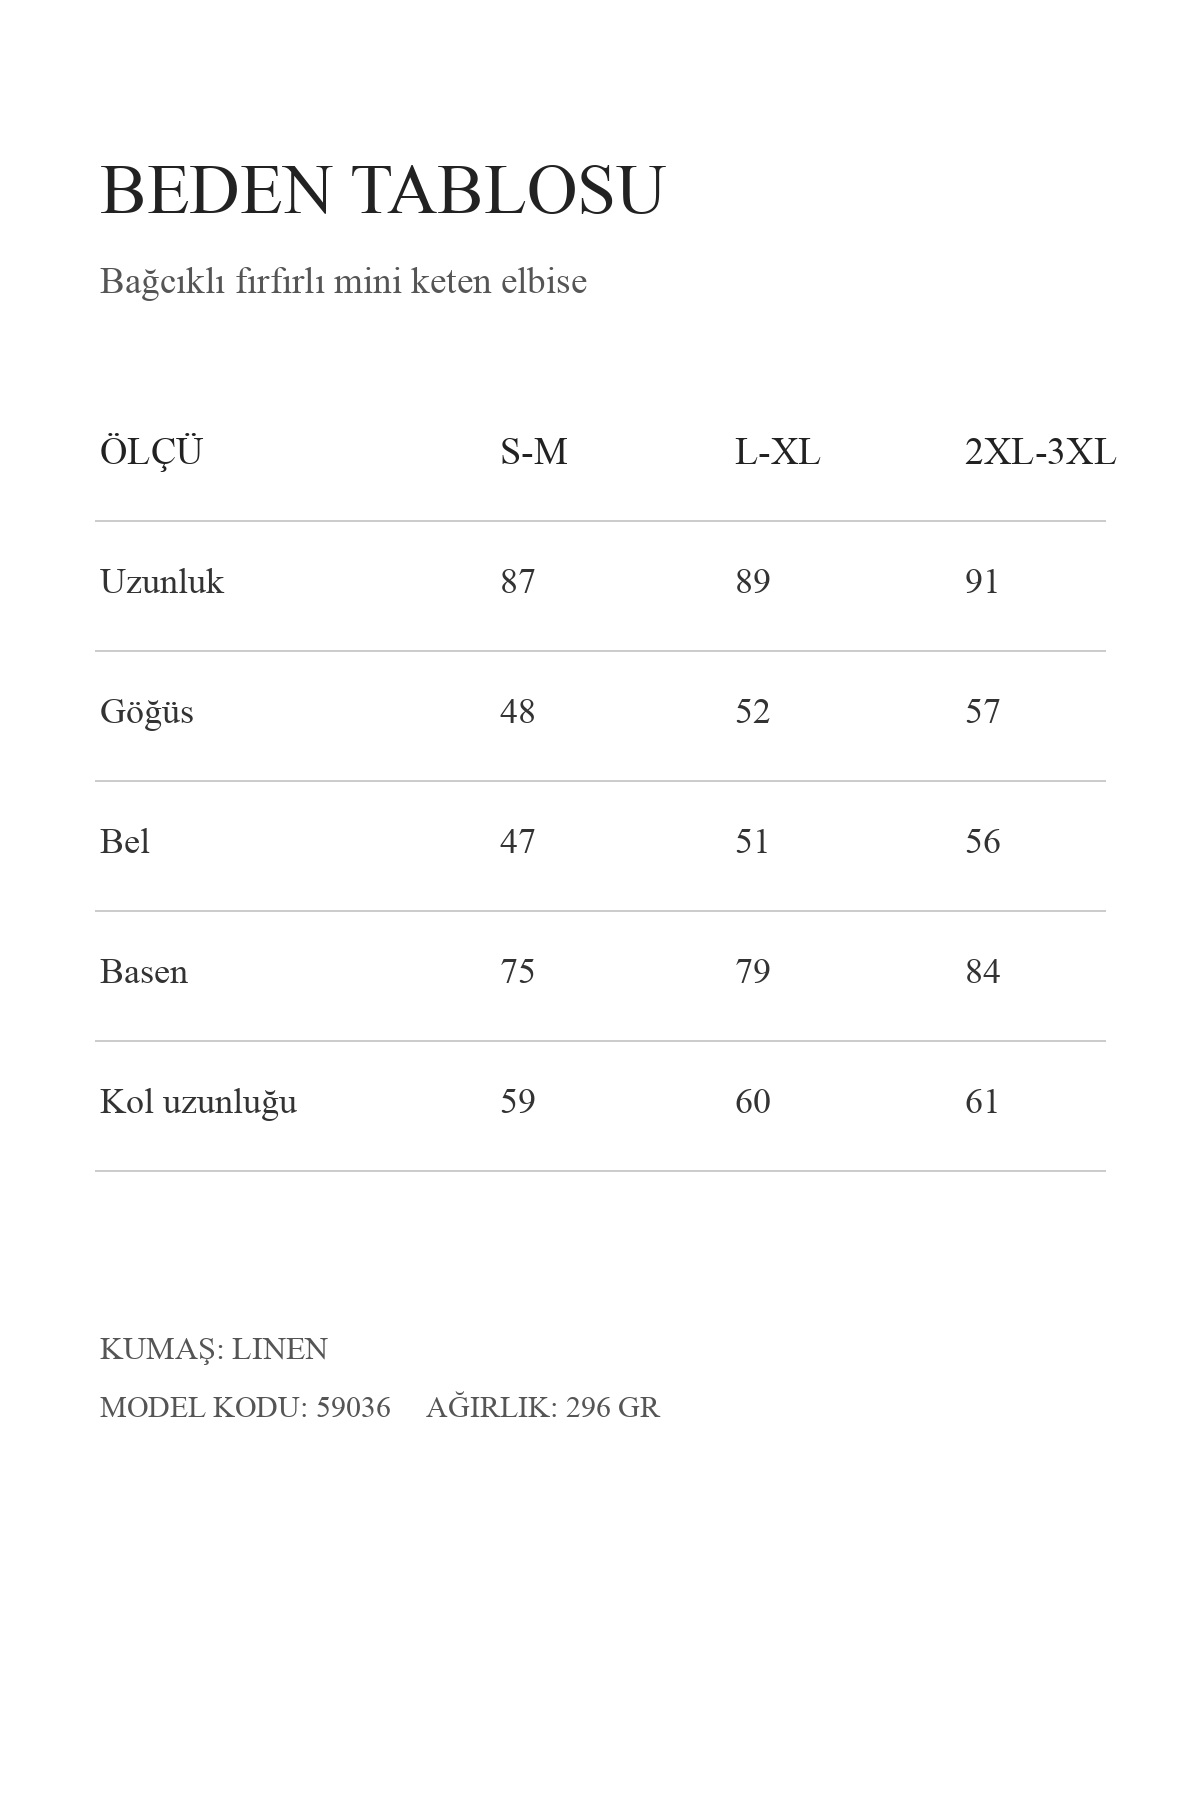 BEDEN TABLOSU
Bağcıklı fırfırlı mini keten elbise
ÖLÇÜ S-M L-XL 2XL-3XL
Uzunluk 87 89 91
Göğüs 48 52 57
Bel 47 51 56
Basen 75 79 84
Kol uzunluğu 59 60 61
KUMAŞ: LINEN
MODEL KODU: 59036 AĞIRLIK: 296 GR